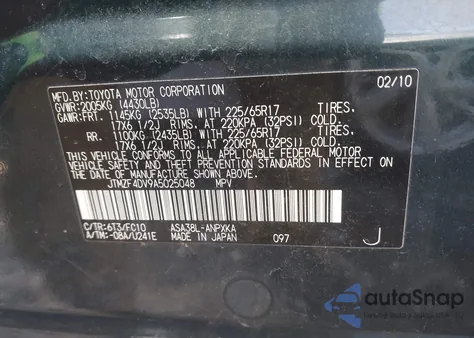 MFD.BY:TOYOTA MOTOR CORPORATION 02/10
GVWR:2005KG (4430LB)
GAWR:FRT. 1145KG (2535LB) WITH 225/65R17 TIRES,
17X6 1/2J RIMS, AT 220KPA (32PSI) COLD.
RR. 1100KG (2435LB) WITH 225/65R17 TIRES,
17X6 1/2J RIMS, AT 220KPA (32PSI) COLD.
THIS VEHICLE CONFORMS TO ALL APPLICABLE FEDERAL MOTOR
VEHICLE SAFETY AND THEFT PREVENTION STANDARDS IN EFFECT
ON THE DATE OF MANUFACTURE SHOWN ABOVE.
JTMZF4DV9A5025048 MPV
C/TR:6T3/FC10 ASA38L-ANPXKA
A/TM:-08A/U241E MADE IN JAPAN 097 J
autoSnap